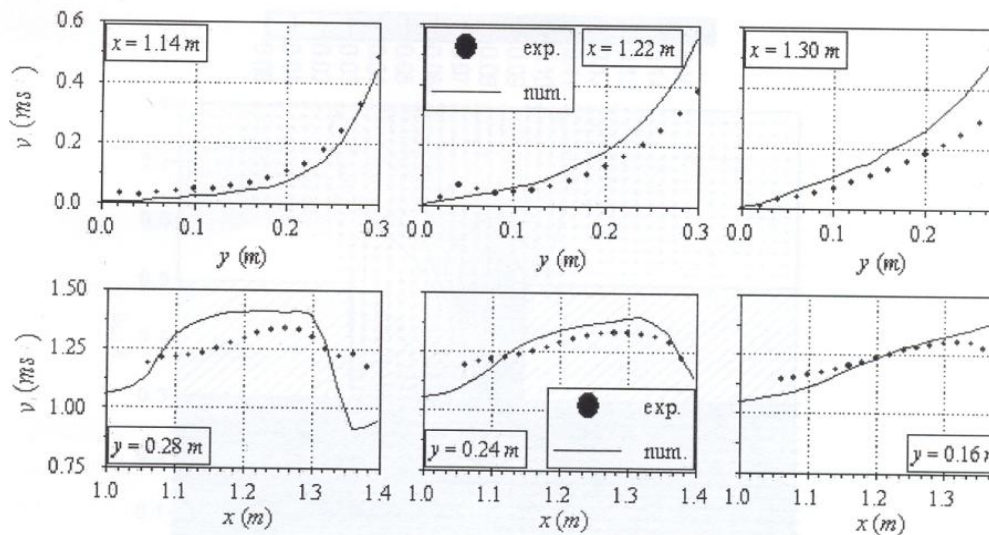 0.6
0.4
0.2
0.0
v (ms⁻¹)
x = 1.14 m
0.1 0.2 0.3
y (m)
x = 1.22 m
exp.
num.
0.0 0.1 0.2 0.3
y (m)
x = 1.30 m
0.1 0.2
y (m)
1.50
1.25
1.00
0.75
v (ms⁻¹)
y = 0.28 m
1.0 1.1 1.2 1.3 1.4
x (m)
y = 0.24 m
exp.
num.
1.0 1.1 1.2 1.3 1.4
x (m)
y = 0.16
1.0 1.1 1.2 1.3
x (m)